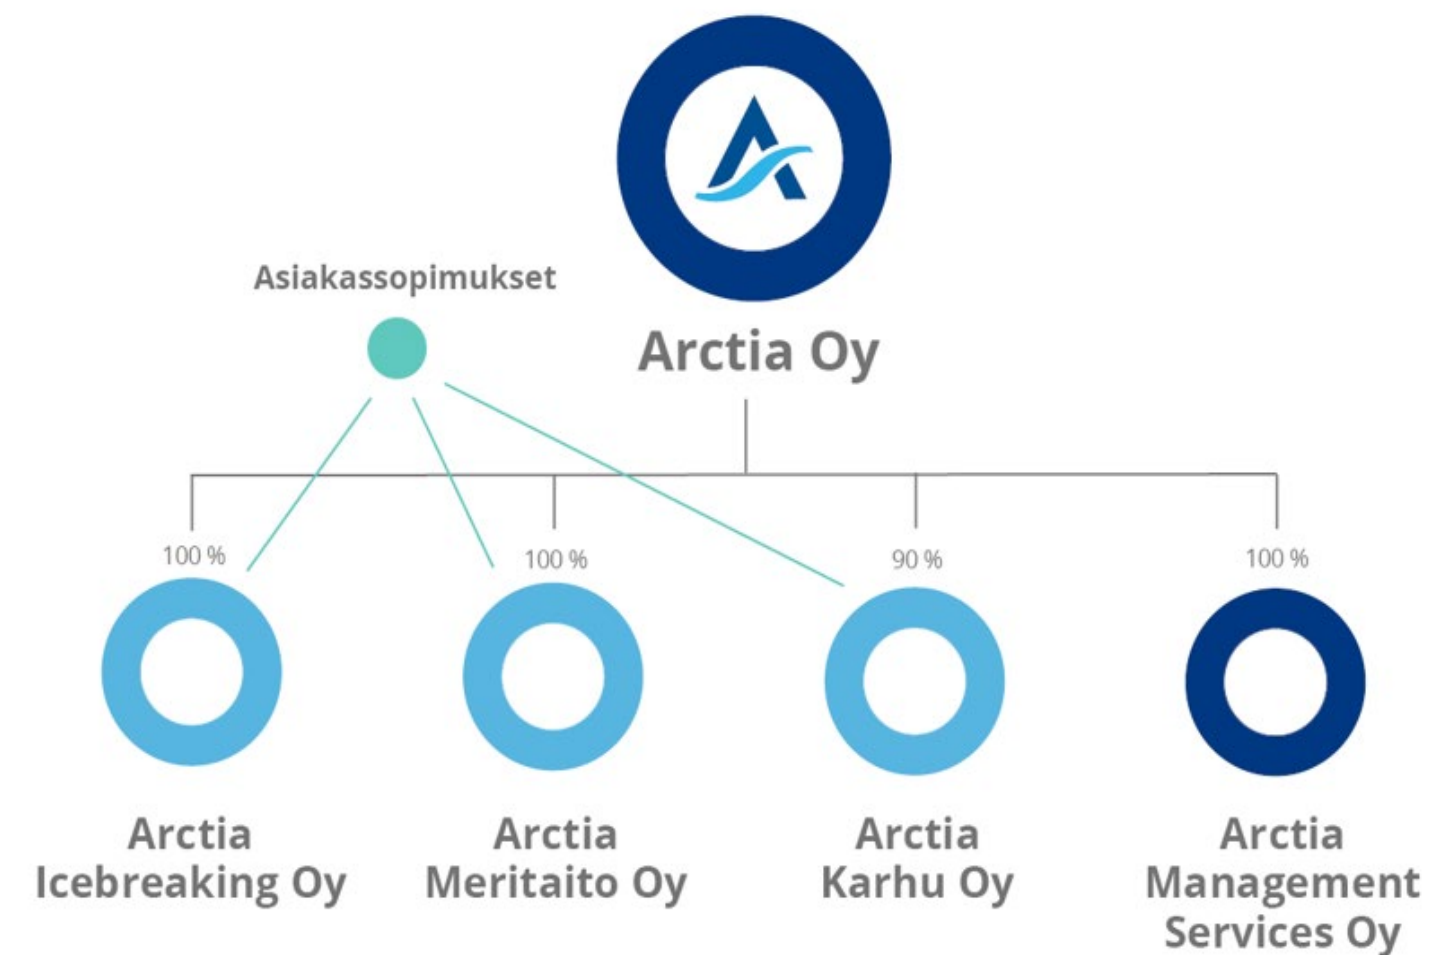 Asiakassopimukset
Arctia Oy
100 %
100 %
90 %
100 %
Arctia
Icebreaking Oy
Arctia
Meritaito Oy
Arctia
Karhu Oy
Arctia
Management
Services Oy